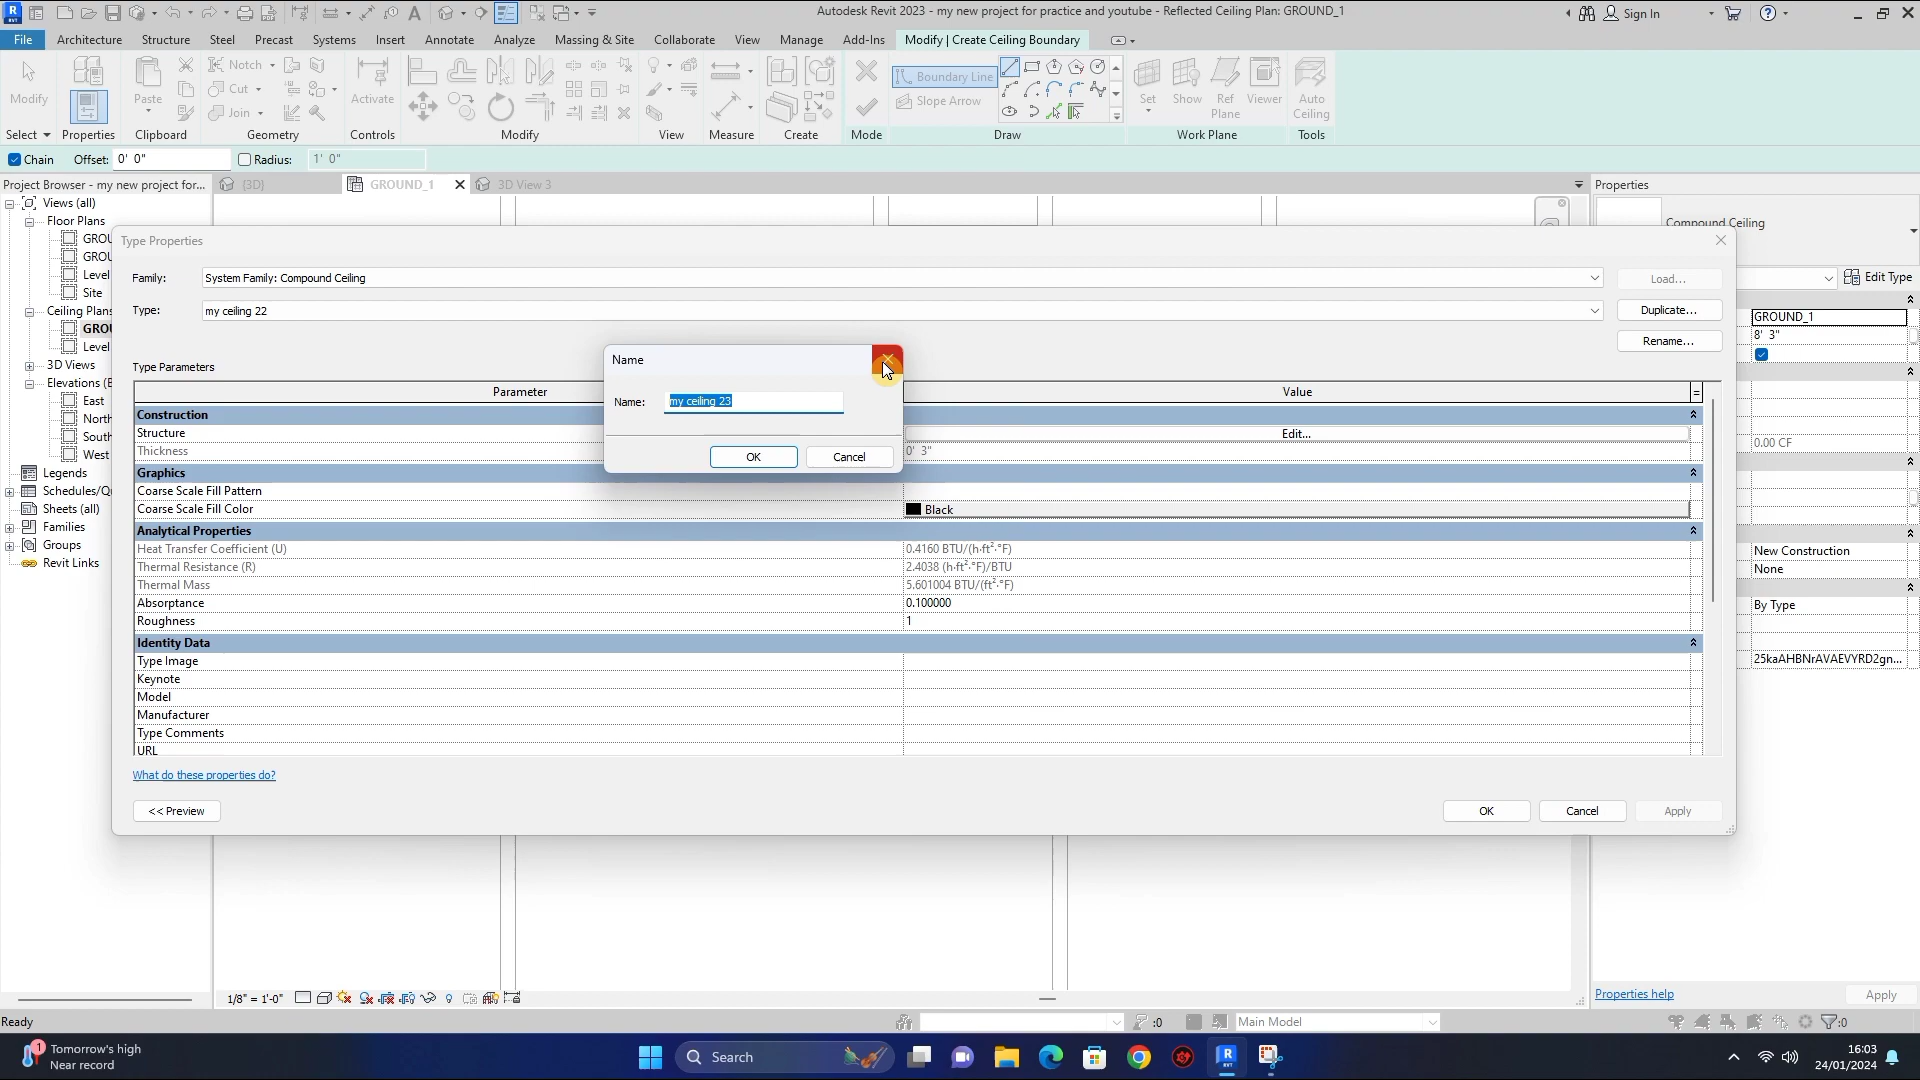 Autodesk Revit 2023 - my new project for practice and youtube - Reflected Ceiling Plan: GROUND_1
Sign In
File Architecture Structure Steel Precast Systems Insert Annotate Analyze Massing & Site Collaborate View Manage Add-Ins Modify | Create Ceiling Boundary
Modify
Paste
Notch
Cut
Join
Activate
Boundary Line
Slope Arrow
Set
Show
Ref Plane
Viewer
Auto Ceiling
Select Properties Clipboard Geometry Controls Modify View Measure Create Mode Draw Work Plane Tools
Chain Offset: 0' 0" Radius: 1' 0"
Project Browser - my new project for...
{3D}
GROUND_1
3D View 3
Properties
Views (all)
Floor Plans
GROU
GROU
Level
Site
Ceiling Plans
GROU
Level
3D Views
Elevations (B
East
North
South
West
Legends
Schedules/Qu
Sheets (all)
Families
Groups
Revit Links
Type Properties
Family: System Family: Compound Ceiling Load...
Type: my ceiling 22 Duplicate...
Rename...
Type Parameters
Parameter Value =
Construction
Structure Edit...
Thickness 0' 3"
Graphics
Coarse Scale Fill Pattern
Coarse Scale Fill Color Black
Analytical Properties
Heat Transfer Coefficient (U) 0.4160 BTU/(h·ft²·°F)
Thermal Resistance (R) 2.4038 (h·ft²·°F)/BTU
Thermal Mass 5.601004 BTU/(ft²·°F)
Absorptance 0.100000
Roughness 1
Identity Data
Type Image
Keynote
Model
Manufacturer
Type Comments
URL
What do these properties do?
<< Preview OK Cancel Apply
Name
Name: my ceiling 23
OK Cancel
Compound Ceiling
Edit Type
GROUND_1
8' 3"
0.00 CF
New Construction
None
By Type
25kaAHBNrAVAEVYRD2gn...
Properties help Apply
1/8" = 1'-0"
Ready :0 Main Model :0
1
Tomorrow's high
Near record
Search
16:03
24/01/2024